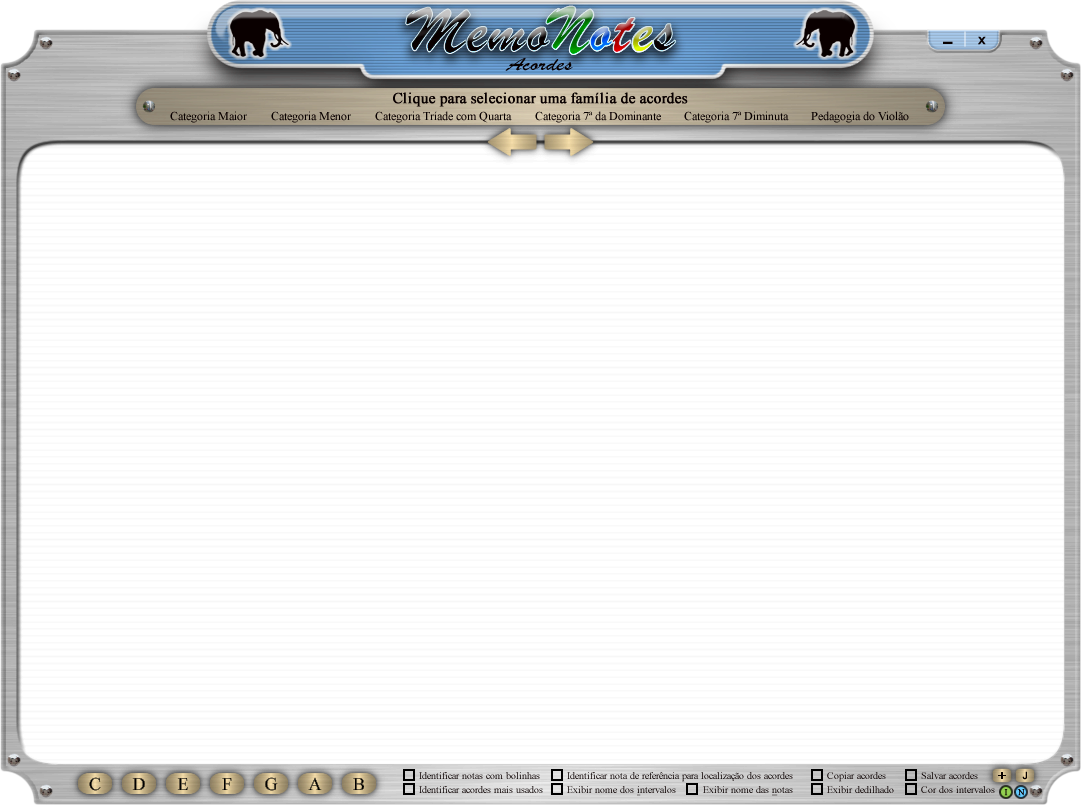 MemoNotes
Acordes
x
Clique para selecionar uma família de acordes
Categoria Maior Categoria Menor Categoria Tríade com Quarta Categoria 7ª da Dominante Categoria 7ª Diminuta Pedagogia do Violão
C D E F G A B
Identificar notas com bolinhas Identificar nota de referência para localização dos acordes Copiar acordes Salvar acordes + J
Identificar acordes mais usados Exibir nome dos intervalos Exibir nome das notas Exibir dedilhado Cor dos intervalos I N